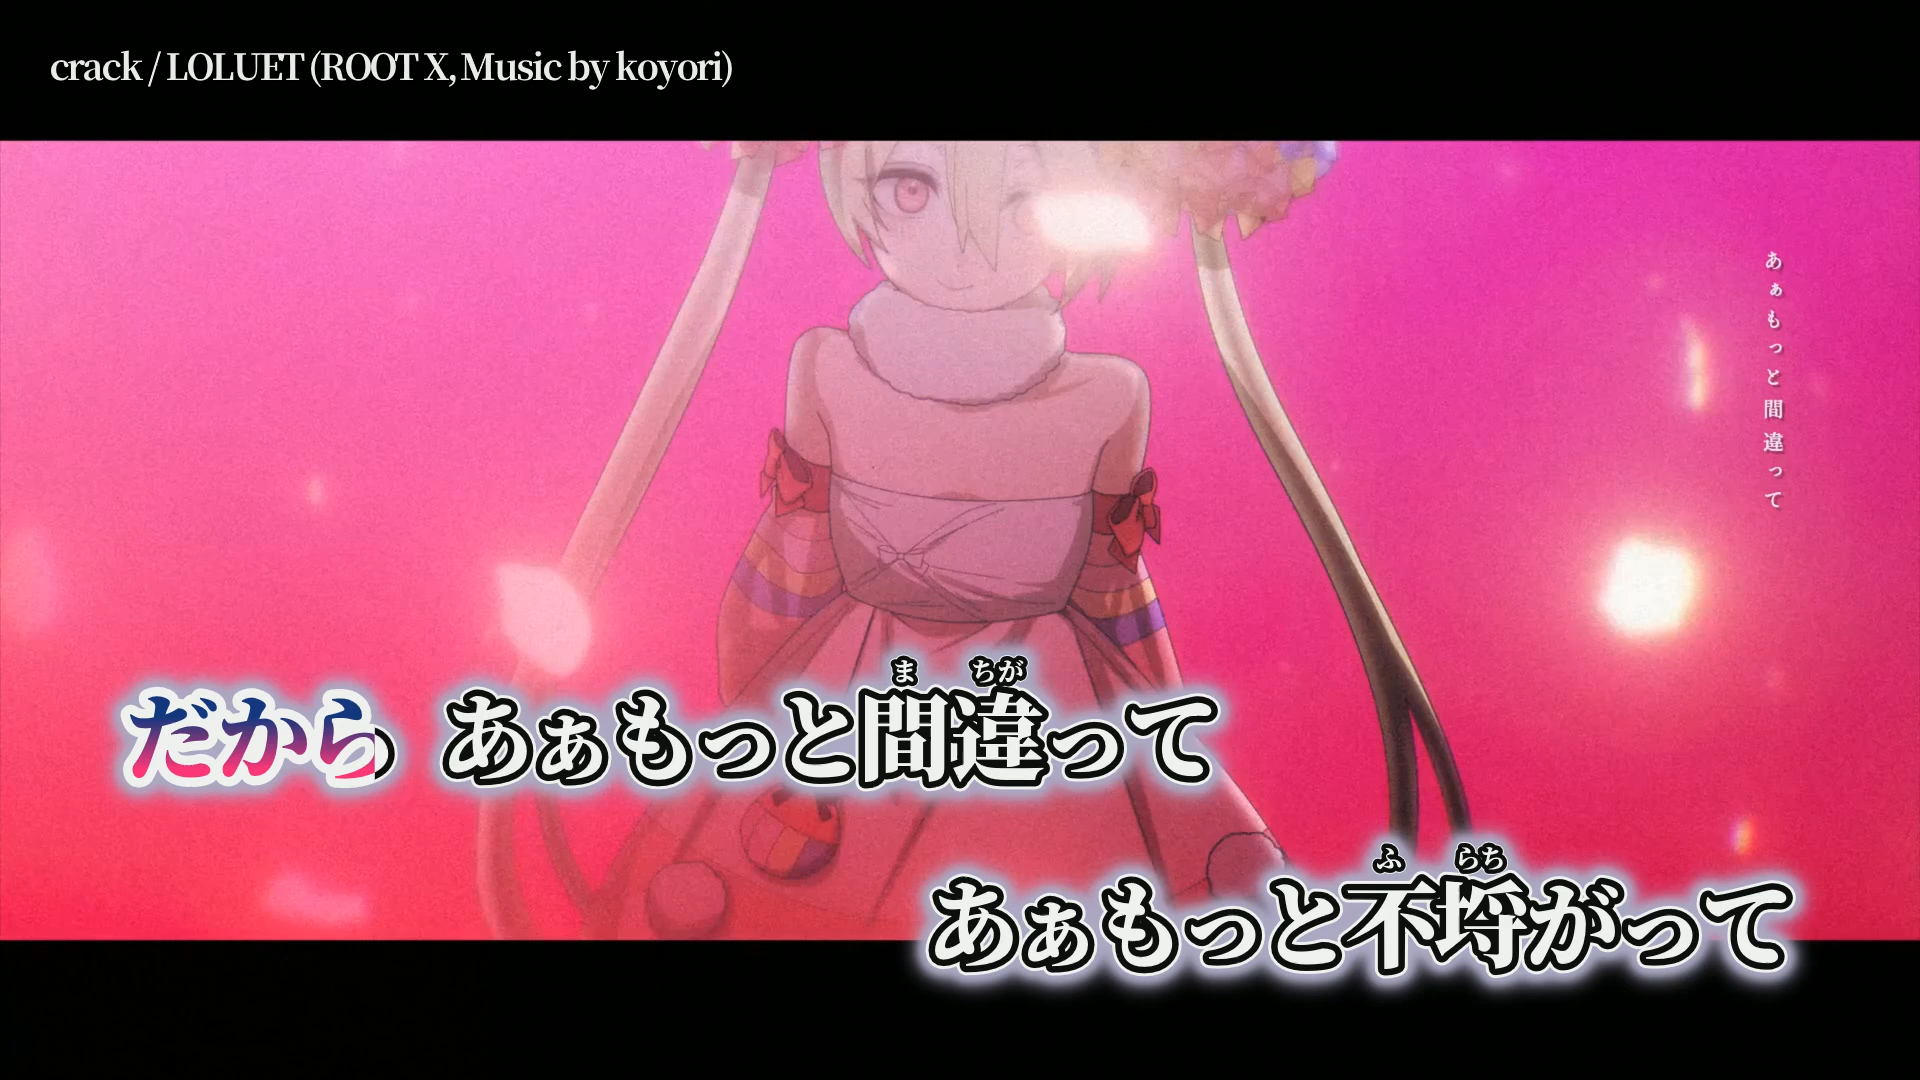 crack / LOLUET (ROOT X, Music by koyori)
あぁもっと間違って
ま ちが
だから あぁもっと間違って
ふ らち
あぁもっと不埒がって